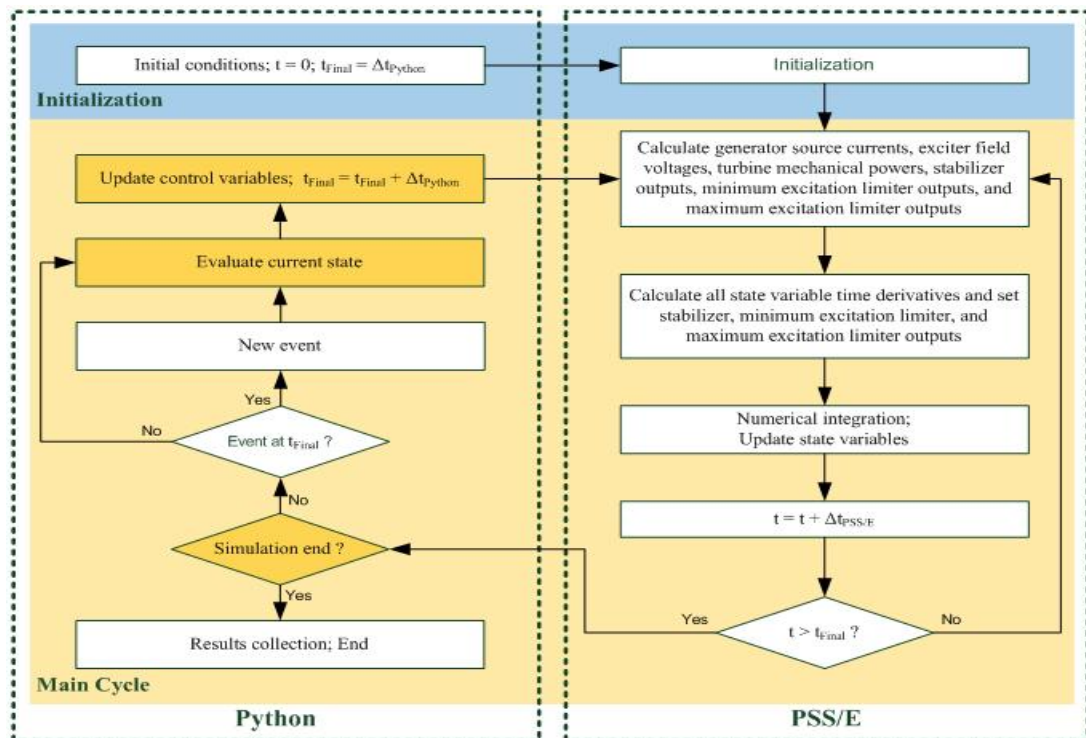 Initial conditions; t = 0; tFinal = ΔtPython
Initialization
Initialization
Update control variables;  tFinal = tFinal + ΔtPython
Evaluate current state
New event
Yes
No
Event at tFinal ?
No
Simulation end ?
Yes
Results collection; End
Main Cycle
Python
Calculate generator source currents, exciter field
voltages, turbine mechanical powers, stabilizer
outputs, minimum excitation limiter outputs, and
maximum excitation limiter outputs
Calculate all state variable time derivatives and set
stabilizer, minimum excitation limiter, and
maximum excitation limiter outputs
Numerical integration;
Update state variables
t = t + ΔtPSS/E
Yes
No
t > tFinal ?
PSS/E